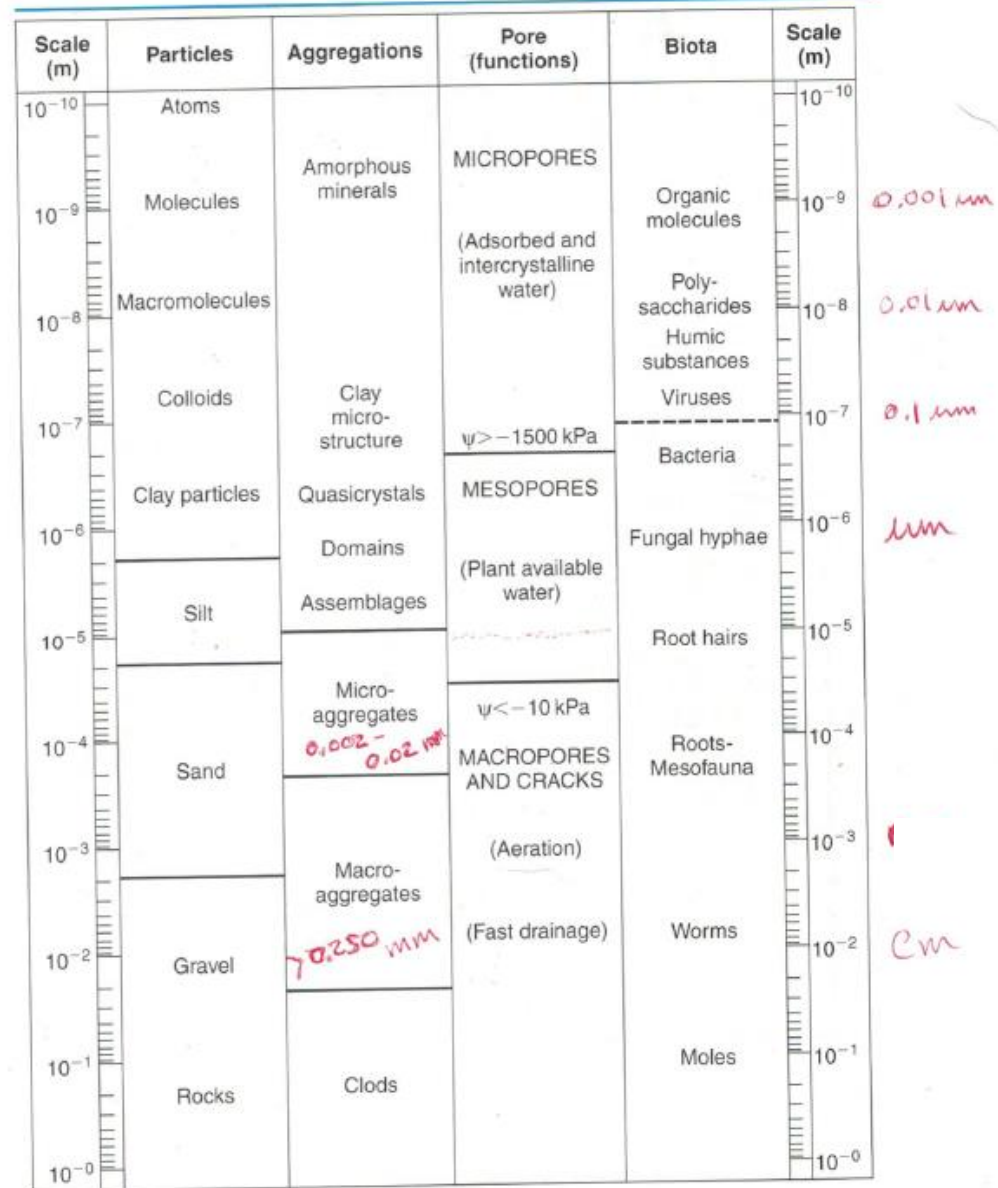 Scale
(m)
Particles
Aggregations
Pore
(functions)
Biota
Scale
(m)
10⁻¹⁰
10⁻⁹
10⁻⁸
10⁻⁷
10⁻⁶
10⁻⁵
10⁻⁴
10⁻³
10⁻²
10⁻¹
10⁻⁰
Atoms
Molecules
Macromolecules
Colloids
Clay particles
Silt
Sand
Gravel
Rocks
Amorphous
minerals
Clay
micro-
structure
Quasicrystals
Domains
Assemblages
Micro-
aggregates
0.002 -
0.02 mm
Macro-
aggregates
>0.250 mm
Clods
MICROPORES
(Adsorbed and
intercrystalline
water)
ψ>−1500 kPa
MESOPORES
(Plant available
water)
ψ<−10 kPa
MACROPORES
AND CRACKS
(Aeration)
(Fast drainage)
Organic
molecules
Poly-
saccharides
Humic
substances
Viruses
Bacteria
Fungal hyphae
Root hairs
Roots-
Mesofauna
Worms
Moles
10⁻¹⁰
10⁻⁹
10⁻⁸
10⁻⁷
10⁻⁶
10⁻⁵
10⁻⁴
10⁻³
10⁻²
10⁻¹
10⁻⁰
0.001 um
0.01 um
0.1 um
um
cm